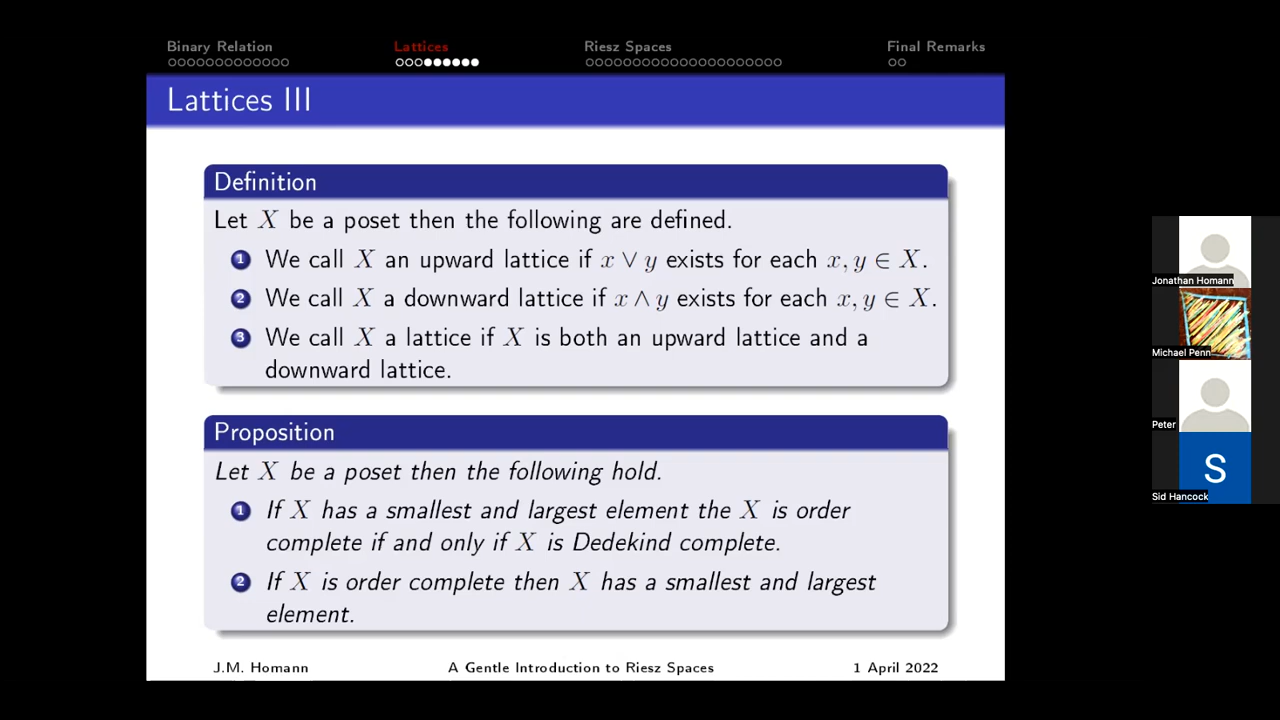 Binary Relation Lattices Riesz Spaces Final Remarks
Lattices III
Definition
Let X be a poset then the following are defined.
1 We call X an upward lattice if x ∨ y exists for each x, y ∈ X.
2 We call X a downward lattice if x ∧ y exists for each x, y ∈ X.
3 We call X a lattice if X is both an upward lattice and a
downward lattice.
Proposition
Let X be a poset then the following hold.
1 If X has a smallest and largest element the X is order
complete if and only if X is Dedekind complete.
2 If X is order complete then X has a smallest and largest
element.
J.M. Homann A Gentle Introduction to Riesz Spaces 1 April 2022
Jonathan Homann
Michael Penn
Peter
S
Sid Hancock